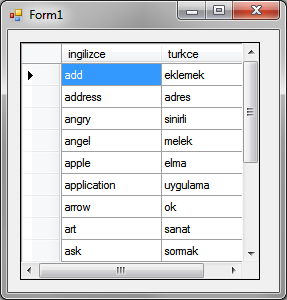 Form1
ingilizce turkce
add eklemek
address adres
angry sinirli
angel melek
apple elma
application uygulama
arrow ok
art sanat
ask sormak